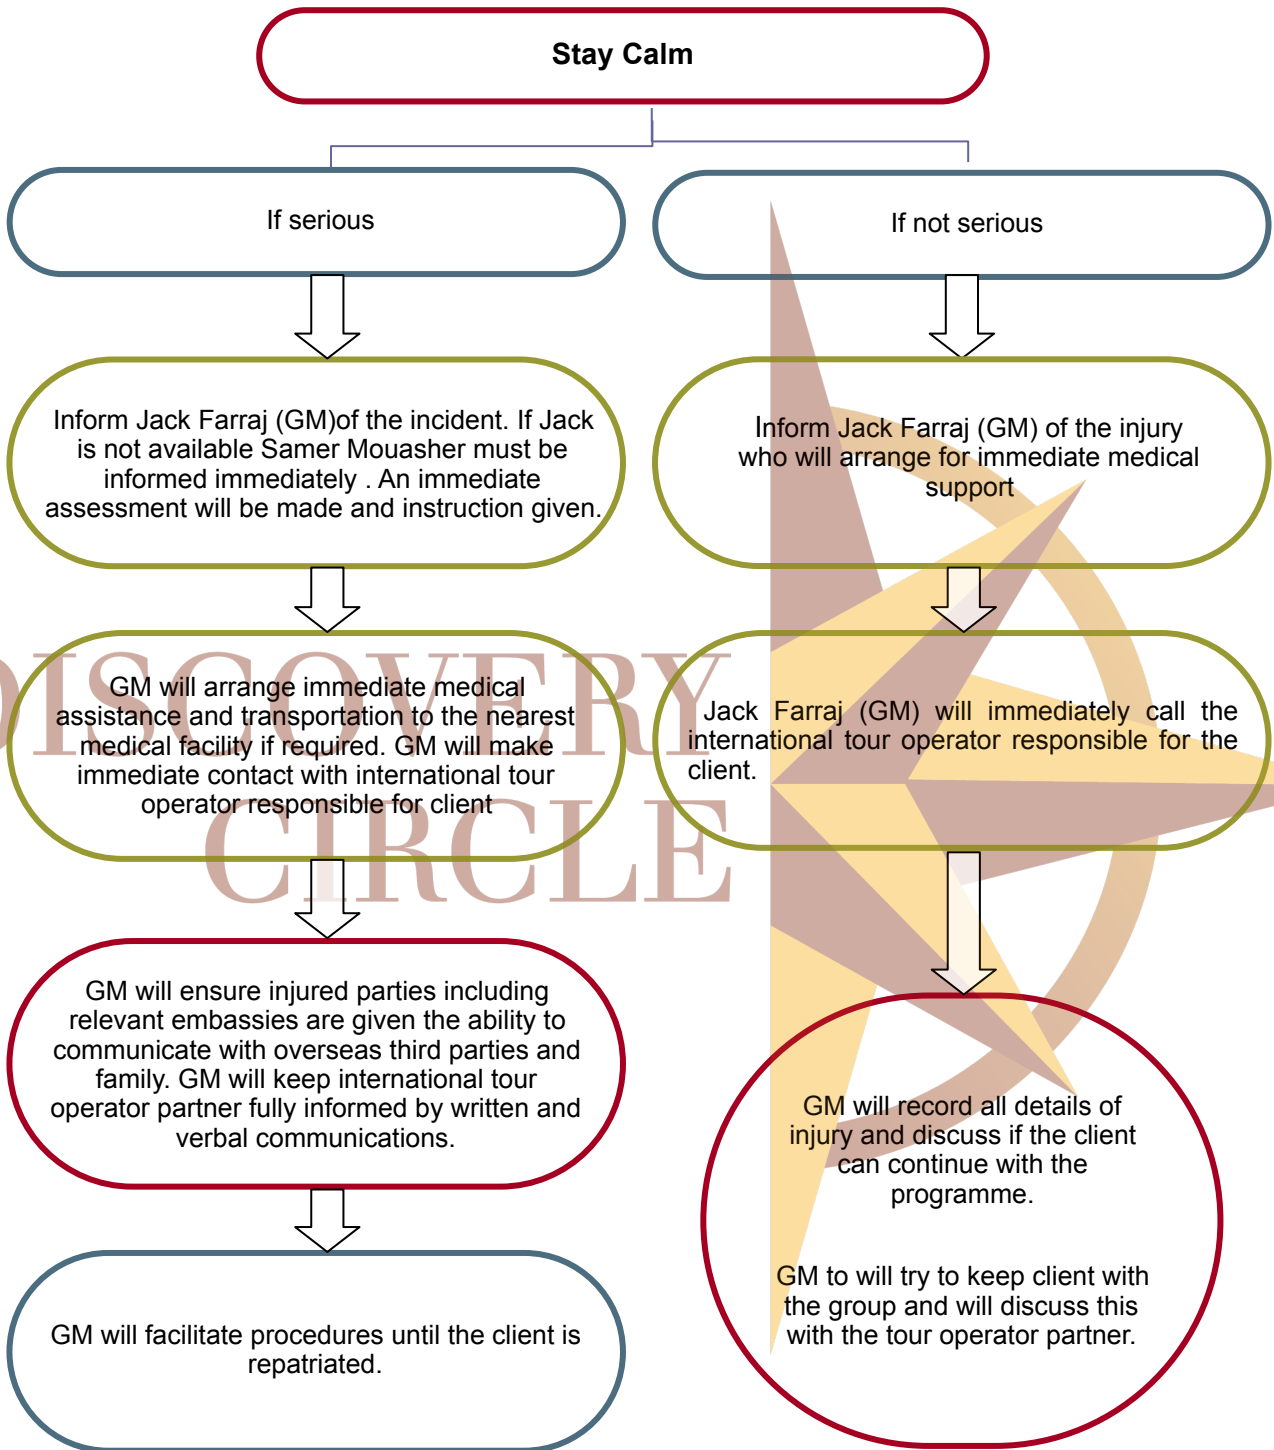 Stay Calm
If serious
If not serious
Inform Jack Farraj (GM)of the incident. If Jack
is not available Samer Mouasher must be
informed immediately . An immediate
assessment will be made and instruction given.
Inform Jack Farraj (GM) of the injury
who will arrange for immediate medical
support
DISCOVERY
CIRCLE
GM will arrange immediate medical
assistance and transportation to the nearest
medical facility if required. GM will make
immediate contact with international tour
operator responsible for client
Jack Farraj (GM) will immediately call the
international tour operator responsible for the
client.
GM will ensure injured parties including
relevant embassies are given the ability to
communicate with overseas third parties and
family. GM will keep international tour
operator partner fully informed by written and
verbal communications.
GM will record all details of
injury and discuss if the client
can continue with the
programme.
GM to will try to keep client with
the group and will discuss this
with the tour operator partner.
GM will facilitate procedures until the client is
repatriated.